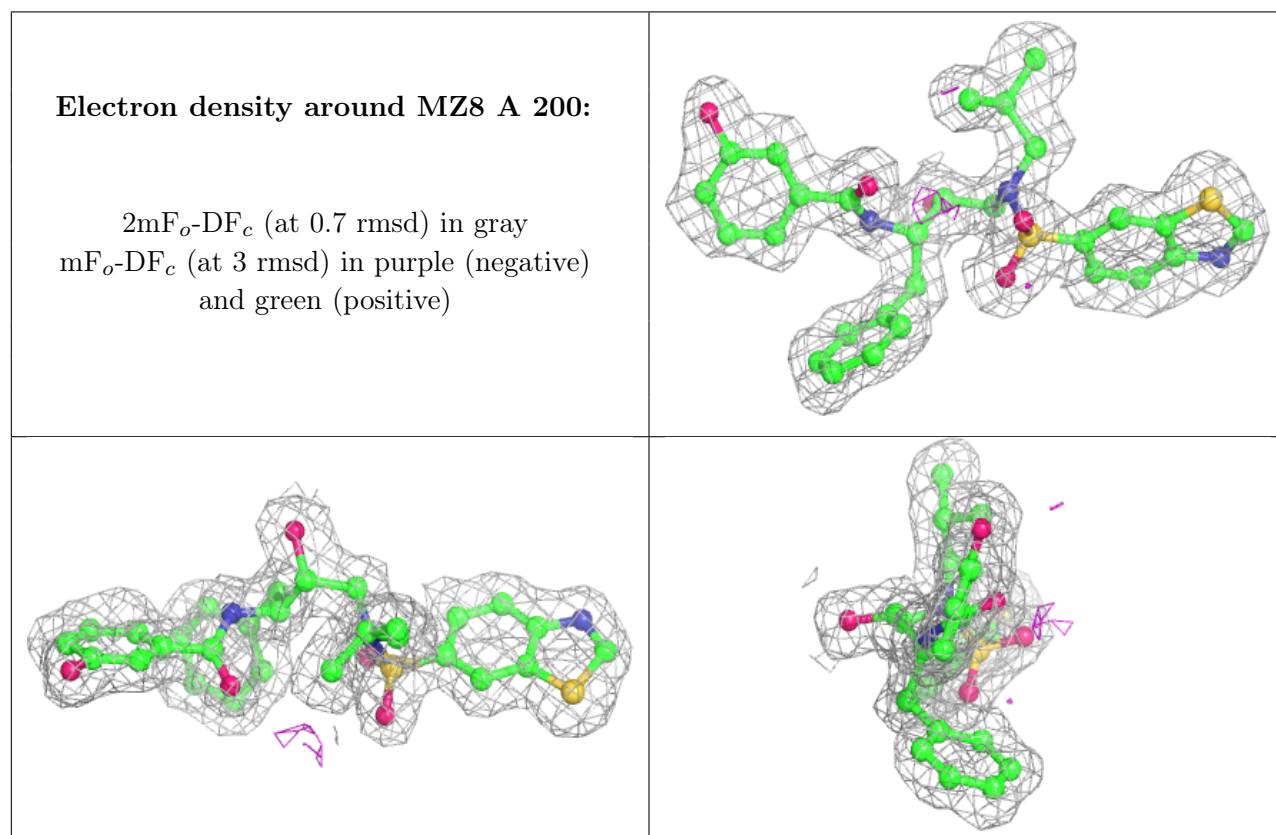 Electron density around MZ8 A 200:
2mFo-DFc (at 0.7 rmsd) in gray
mFo-DFc (at 3 rmsd) in purple (negative)
and green (positive)